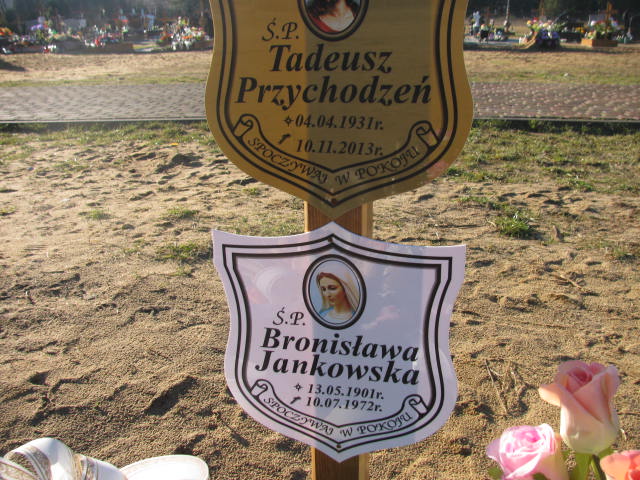 Ś.P.
Tadeusz
Przychodzeń
✧ 04.04.1931r.
† 10.11.2013r.
SPOCZYWAJ W POKOJU
Ś.P.
Bronisława
Jankowska
✧ 13.05.1901r.
† 10.07.1972r.
SPOCZYWAJ W POKOJU